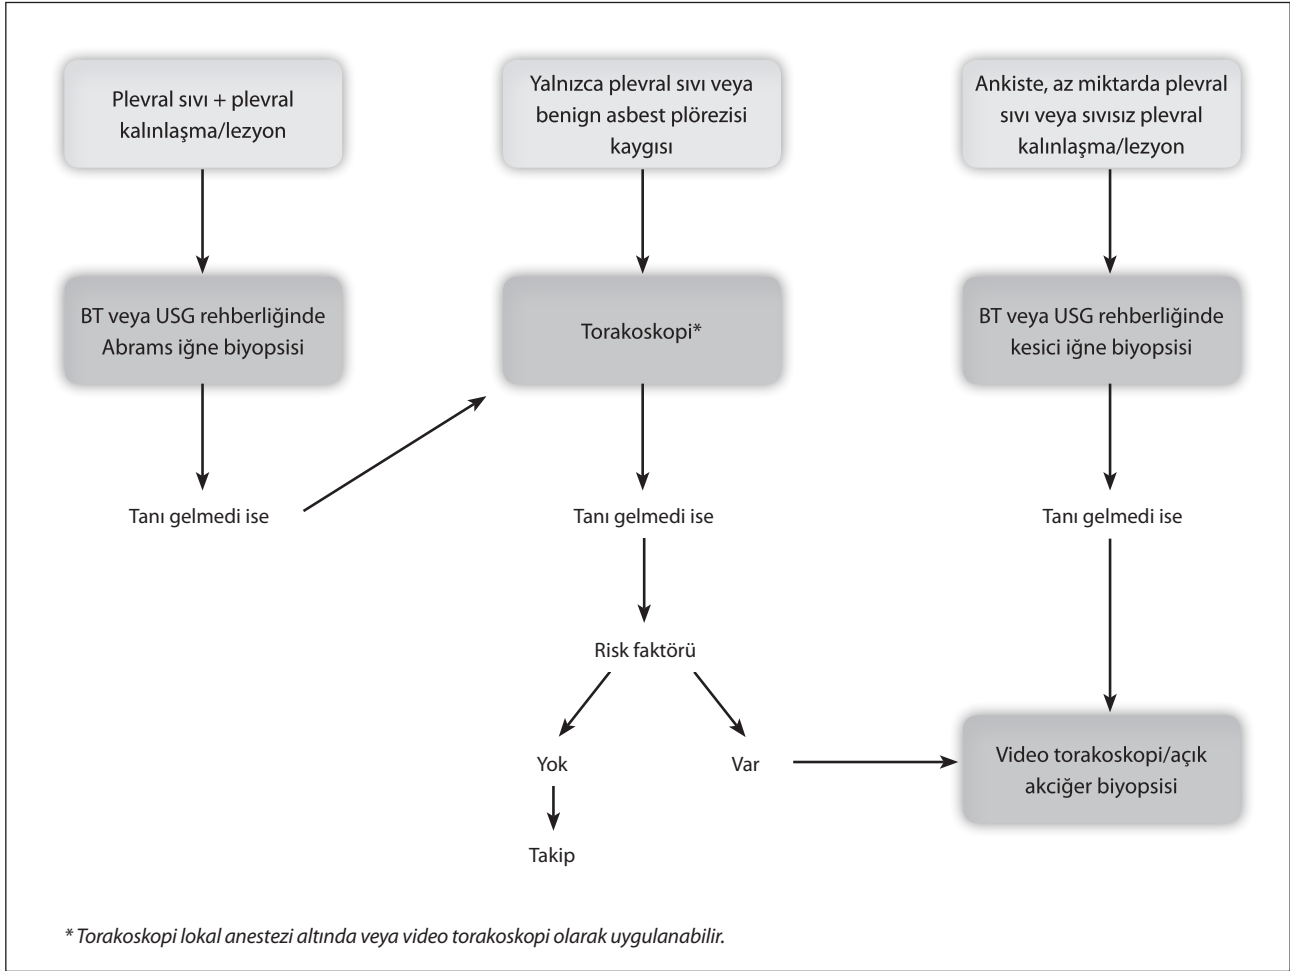 Plevral sıvı + plevral
kalınlaşma/lezyon
Yalnızca plevral sıvı veya
benign asbest plörezisi
kaygısı
Ankiste, az miktarda plevral
sıvı veya sıvısız plevral
kalınlaşma/lezyon
BT veya USG rehberliğinde
Abrams iğne biyopsisi
Torakoskopi*
BT veya USG rehberliğinde
kesici iğne biyopsisi
Tanı gelmedi ise
Tanı gelmedi ise
Tanı gelmedi ise
Risk faktörü
Yok
Var
Video torakoskopi/açık
akciğer biyopsisi
Takip
* Torakoskopi lokal anestezi altında veya video torakoskopi olarak uygulanabilir.